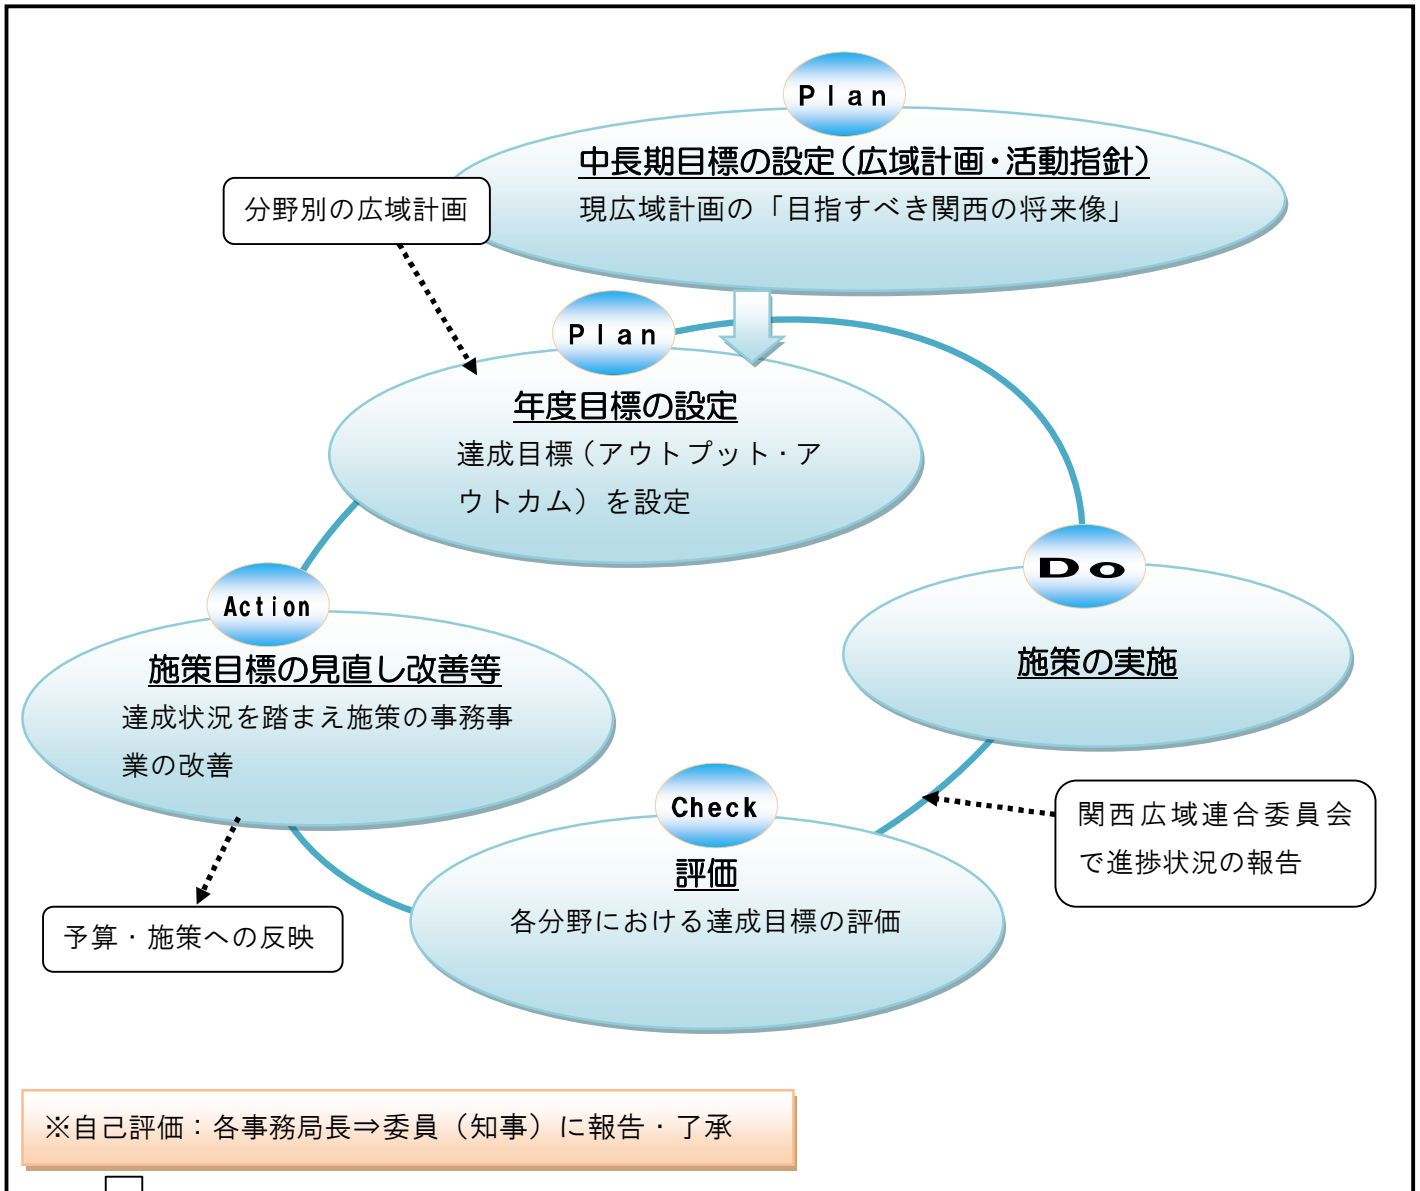 Plan
中長期目標の設定（広域計画・活動指針）
現広域計画の「目指すべき関西の将来像」
分野別の広域計画
Plan
年度目標の設定
達成目標（アウトプット・ア
ウトカム）を設定
Do
施策の実施
Action
施策目標の見直し改善等
達成状況を踏まえ施策の事務事
業の改善
Check
評価
各分野における達成目標の評価
関西広域連合委員会
で進捗状況の報告
予算・施策への反映
※自己評価：各事務局長⇒委員（知事）に報告・了承